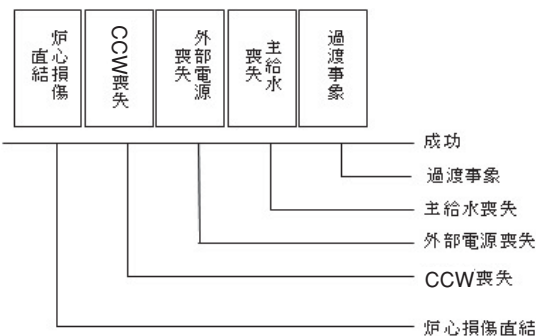 炉心損傷
直結
CCW喪失
外部電源
喪失
主給水
喪失
過渡事象
成功
過渡事象
主給水喪失
外部電源喪失
CCW喪失
炉心損傷直結